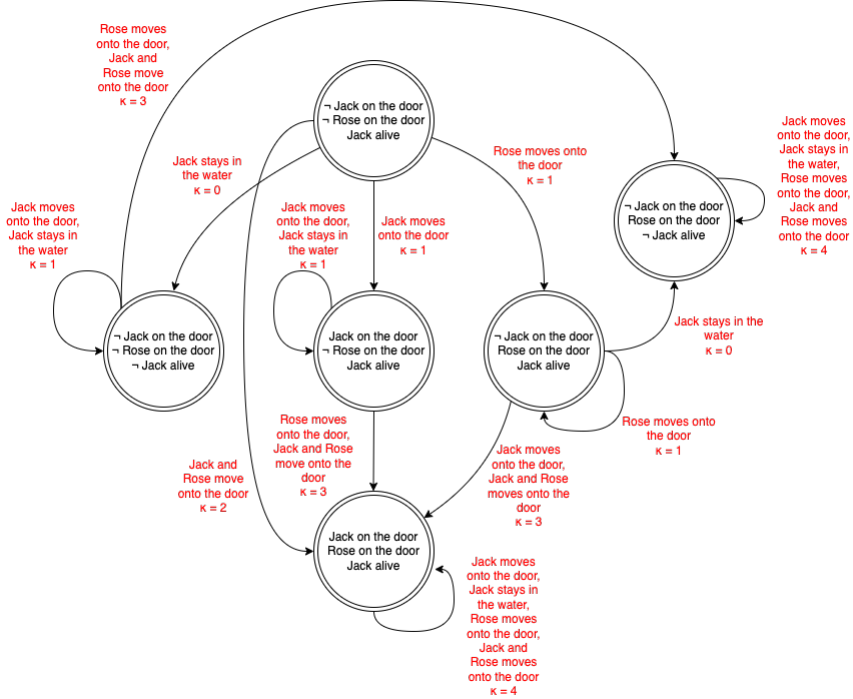 Rose moves
onto the door,
Jack and
Rose move
onto the door
κ = 3
¬ Jack on the door
¬ Rose on the door
Jack alive
Jack stays in
the water
κ = 0
Rose moves onto
the door
κ = 1
Jack moves
onto the door,
Jack stays in
the water,
Rose moves
onto the door,
Jack and
Rose moves
onto the door
κ = 4
Jack moves
onto the door,
Jack stays in
the water
κ = 1
Jack moves
onto the door,
Jack stays in
the water
κ = 1
Jack moves
onto the door
κ = 1
¬ Jack on the door
Rose on the door
¬ Jack alive
¬ Jack on the door
¬ Rose on the door
¬ Jack alive
Jack on the door
¬ Rose on the door
Jack alive
¬ Jack on the door
Rose on the door
Jack alive
Jack stays in the
water
κ = 0
Rose moves onto
the door
κ = 1
Jack and
Rose move
onto the door
κ = 2
Rose moves
onto the door,
Jack and Rose
move onto the
door
κ = 3
Jack moves
onto the door,
Jack and Rose
moves onto the
door
κ = 3
Jack on the door
Rose on the door
Jack alive
Jack moves
onto the door,
Jack stays in
the water,
Rose moves
onto the door,
Jack and
Rose moves
onto the door
κ = 4